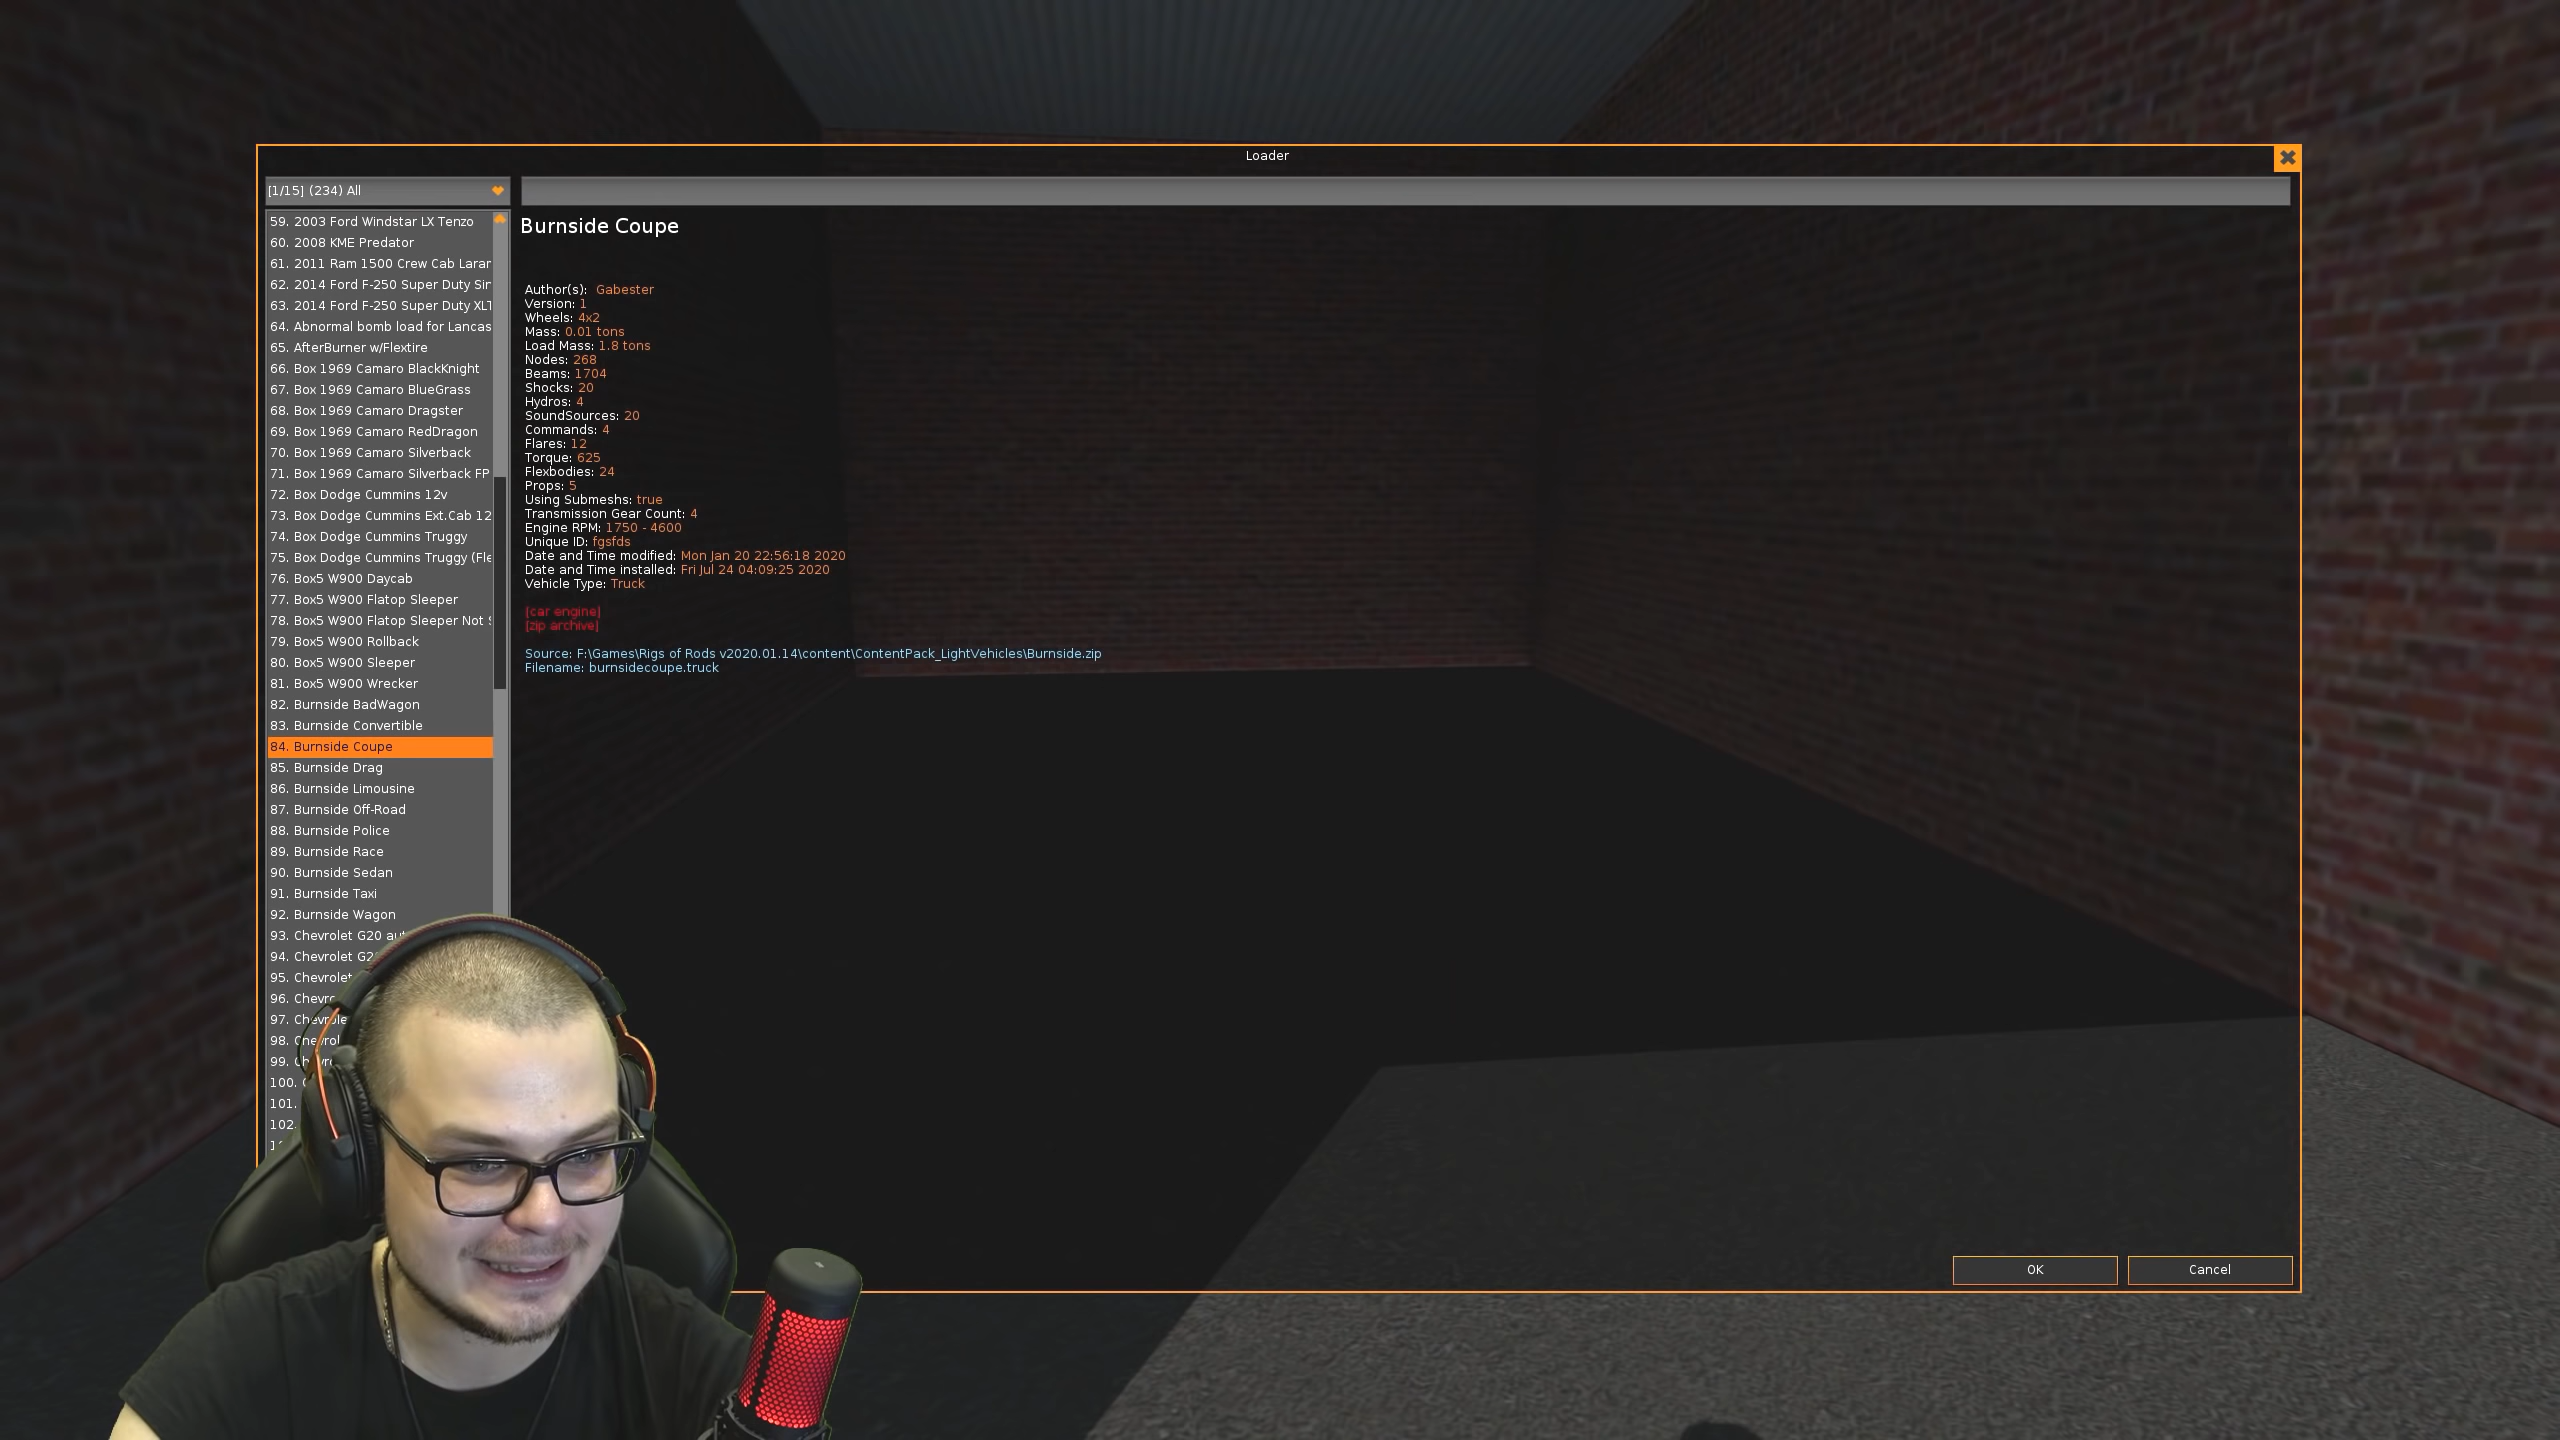 Loader
[1/15] (234) All
59. 2003 Ford Windstar LX Tenzo
60. 2008 KME Predator
61. 2011 Ram 1500 Crew Cab Larar
62. 2014 Ford F-250 Super Duty Sin
63. 2014 Ford F-250 Super Duty XLT
64. Abnormal bomb load for Lancas
65. AfterBurner w/Flextire
66. Box 1969 Camaro BlackKnight
67. Box 1969 Camaro BlueGrass
68. Box 1969 Camaro Dragster
69. Box 1969 Camaro RedDragon
70. Box 1969 Camaro Silverback
71. Box 1969 Camaro Silverback FP
72. Box Dodge Cummins 12v
73. Box Dodge Cummins Ext.Cab 12
74. Box Dodge Cummins Truggy
75. Box Dodge Cummins Truggy (Fle
76. Box5 W900 Daycab
77. Box5 W900 Flatop Sleeper
78. Box5 W900 Flatop Sleeper Not S
79. Box5 W900 Rollback
80. Box5 W900 Sleeper
81. Box5 W900 Wrecker
82. Burnside BadWagon
83. Burnside Convertible
84. Burnside Coupe
85. Burnside Drag
86. Burnside Limousine
87. Burnside Off-Road
88. Burnside Police
89. Burnside Race
90. Burnside Sedan
91. Burnside Taxi
92. Burnside Wagon
93. Chevrolet G20 aut
94. Chevrolet G2
95. Chevrolet
96. Chevro
97. Chevrole
98. Chevrol
99. Chevro
100.
101.
102.
Burnside Coupe
Author(s): Gabester
Version: 1
Wheels: 4x2
Mass: 0.01 tons
Load Mass: 1.8 tons
Nodes: 268
Beams: 1704
Shocks: 20
Hydros: 4
SoundSources: 20
Commands: 4
Flares: 12
Torque: 625
Flexbodies: 24
Props: 5
Using Submeshs: true
Transmission Gear Count: 4
Engine RPM: 1750 - 4600
Unique ID: fgsfds
Date and Time modified: Mon Jan 20 22:56:18 2020
Date and Time installed: Fri Jul 24 04:09:25 2020
Vehicle Type: Truck
[car engine]
[zip archive]
Source: F:\Games\Rigs of Rods v2020.01.14\content\ContentPack_LightVehicles\Burnside.zip
Filename: burnsidecoupe.truck
OK
Cancel